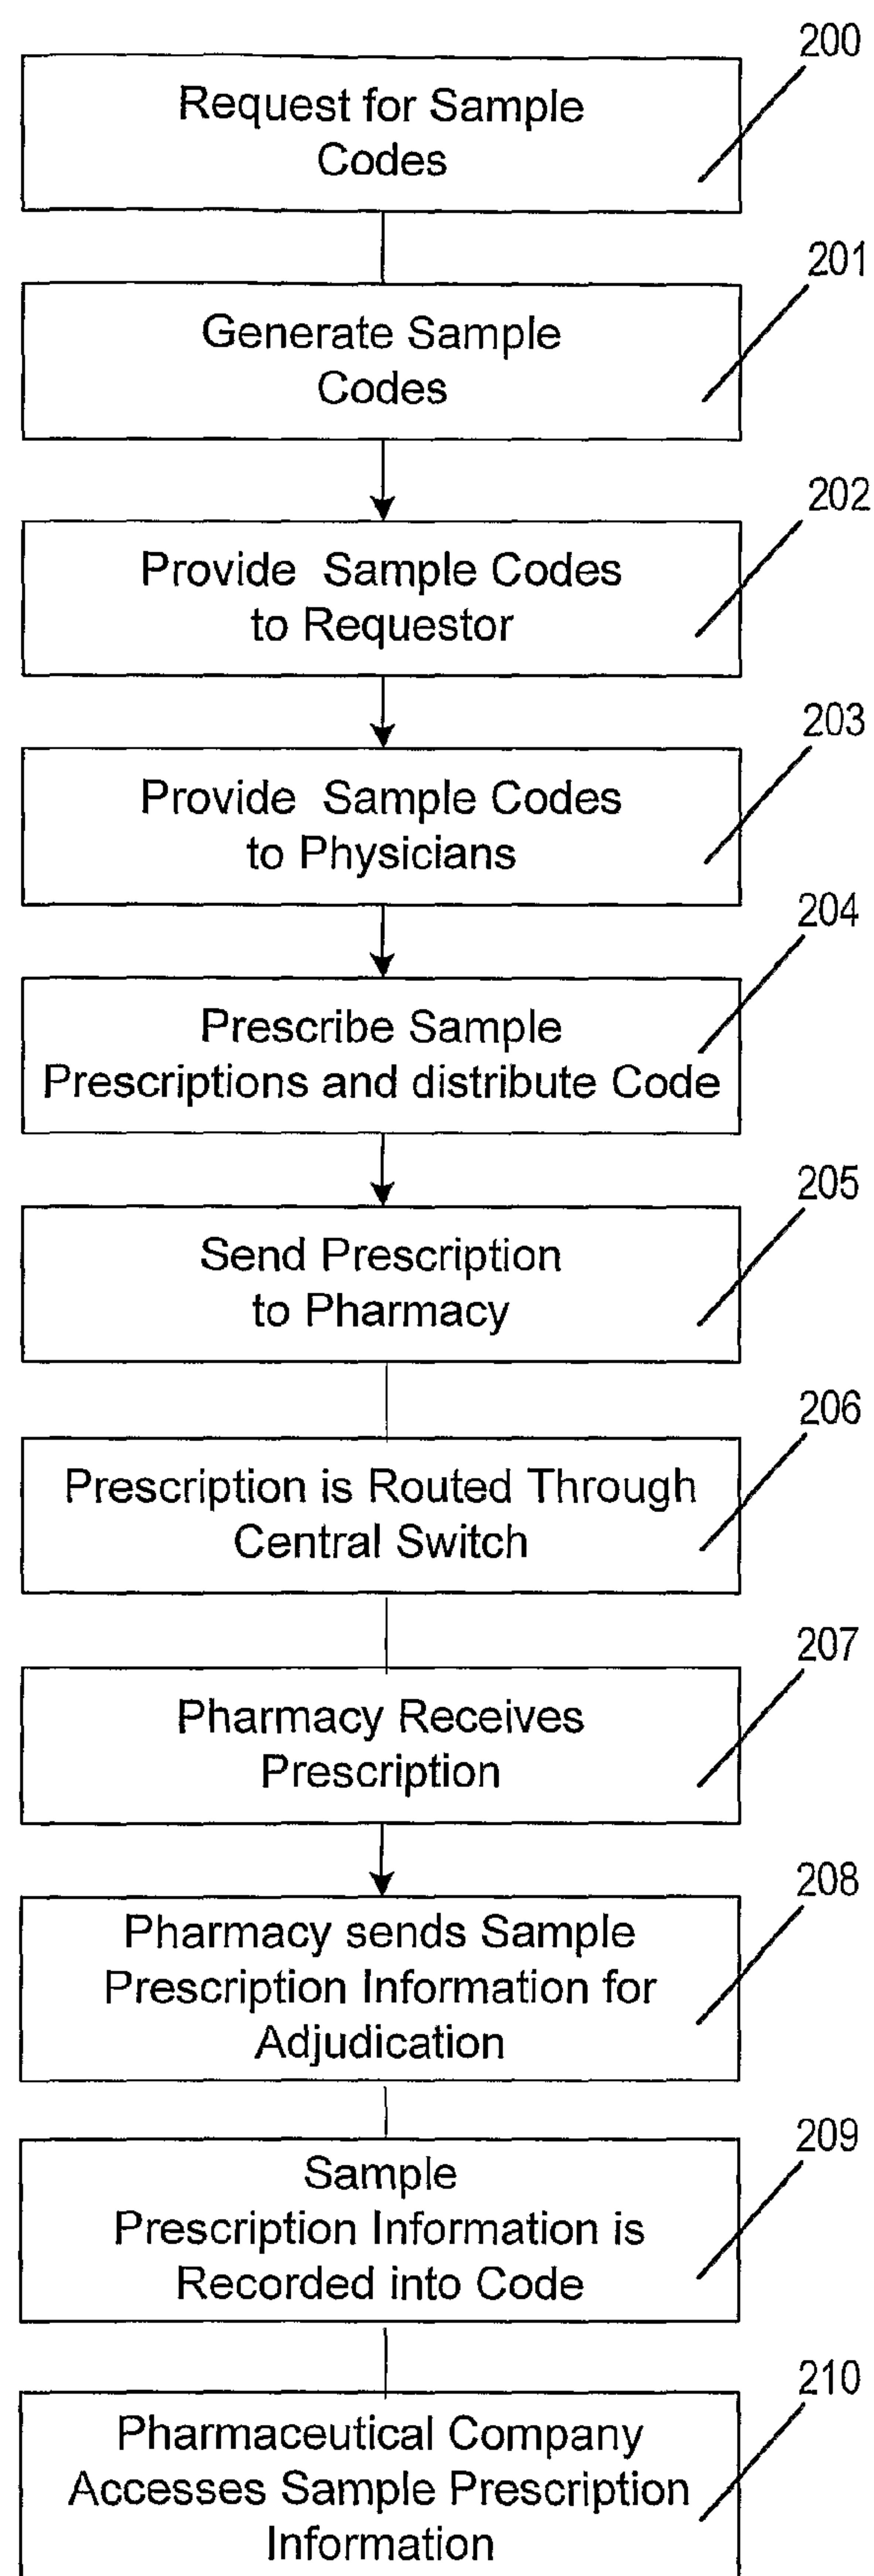 200
Request for Sample
Codes
201
Generate Sample
Codes
202
Provide Sample Codes
to Requestor
203
Provide Sample Codes
to Physicians
204
Prescribe Sample
Prescriptions and distribute Code
205
Send Prescription
to Pharmacy
206
Prescription is Routed Through
Central Switch
207
Pharmacy Receives
Prescription
208
Pharmacy sends Sample
Prescription Information for
Adjudication
209
Sample
Prescription Information is
Recorded into Code
210
Pharmaceutical Company
Accesses Sample Prescription
Information